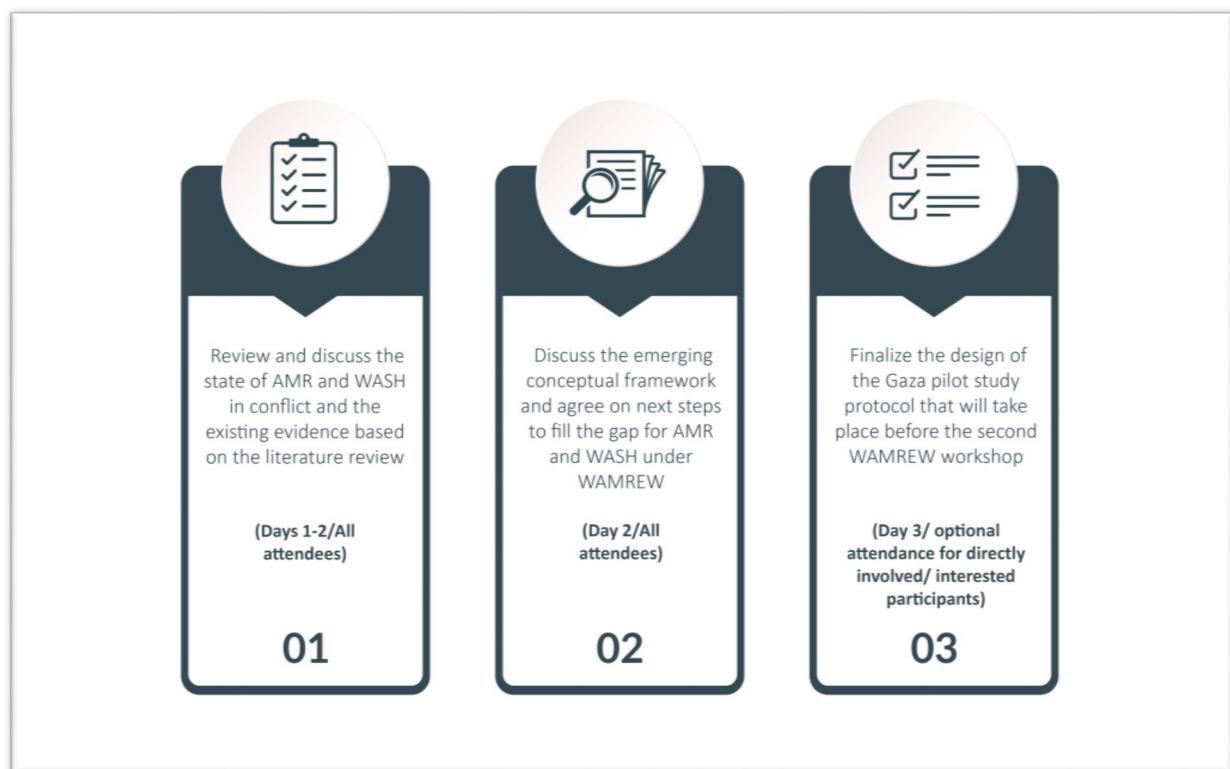 Review and discuss the
state of AMR and WASH
in conflict and the
existing evidence based
on the literature review
(Days 1-2/All
attendees)
01
Discuss the emerging
conceptual framework
and agree on next steps
to fill the gap for AMR
and WASH under
WAMREW
(Day 2/All
attendees)
02
Finalize the design of
the Gaza pilot study
protocol that will take
place before the second
WAMREW workshop
(Day 3/ optional
attendance for directly
involved/ interested
participants)
03